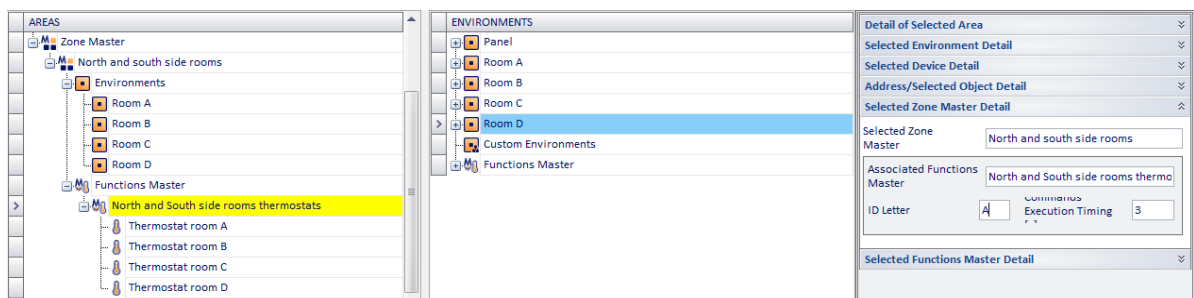 AREAS
Zone Master
North and south side rooms
Environments
Room A
Room B
Room C
Room D
Functions Master
North and South side rooms thermostats
Thermostat room A
Thermostat room B
Thermostat room C
Thermostat room D
ENVIRONMENTS
Panel
Room A
Room B
Room C
Room D
Custom Environments
Functions Master
Detail of Selected Area
Selected Environment Detail
Selected Device Detail
Address/Selected Object Detail
Selected Zone Master Detail
Selected Zone
Master
North and south side rooms
Associated Functions
Master
North and South side rooms thermo
ID Letter
A
Commands
Execution Timing
3
Selected Functions Master Detail